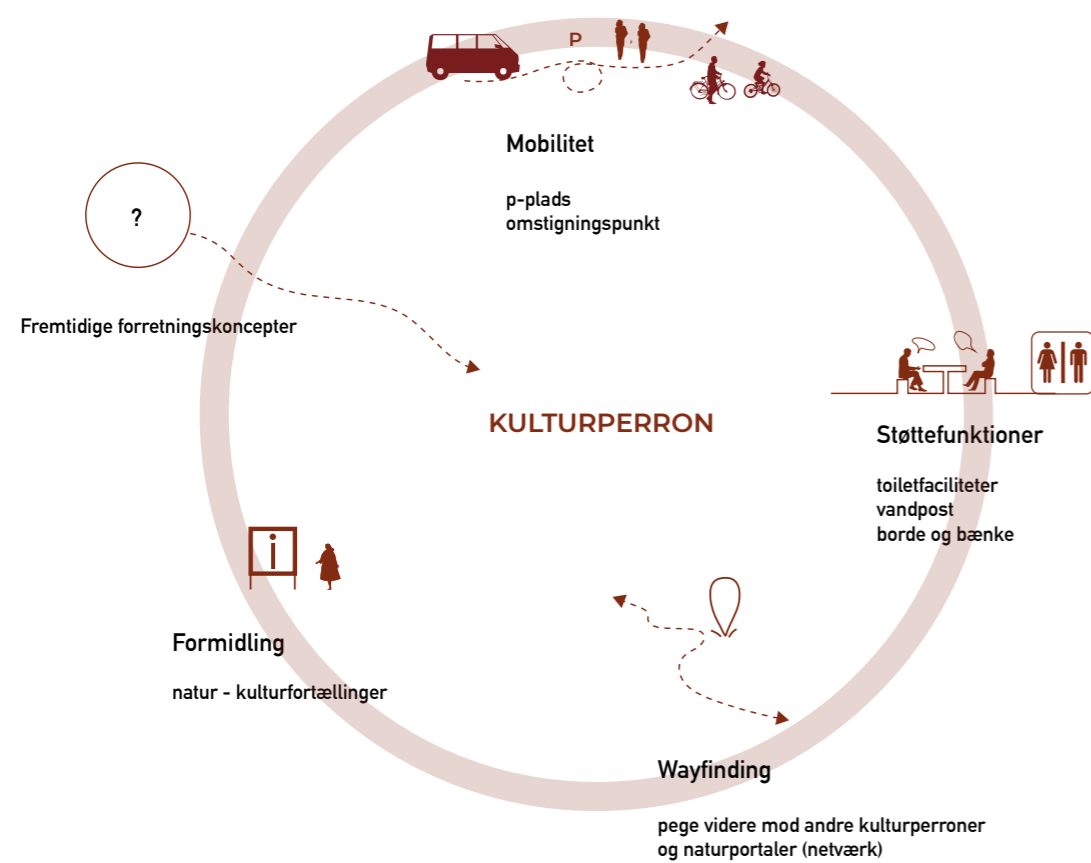 P
Mobilitet
p-plads
omstigningspunkt
?
Fremtidige forretningskoncepter
KULTURPERRON
Støttefunktioner
toiletfaciliteter
vandpost
borde og bænke
i
Formidling
natur - kulturfortællinger
Wayfinding
pege videre mod andre kulturperroner
og naturportaler (netværk)